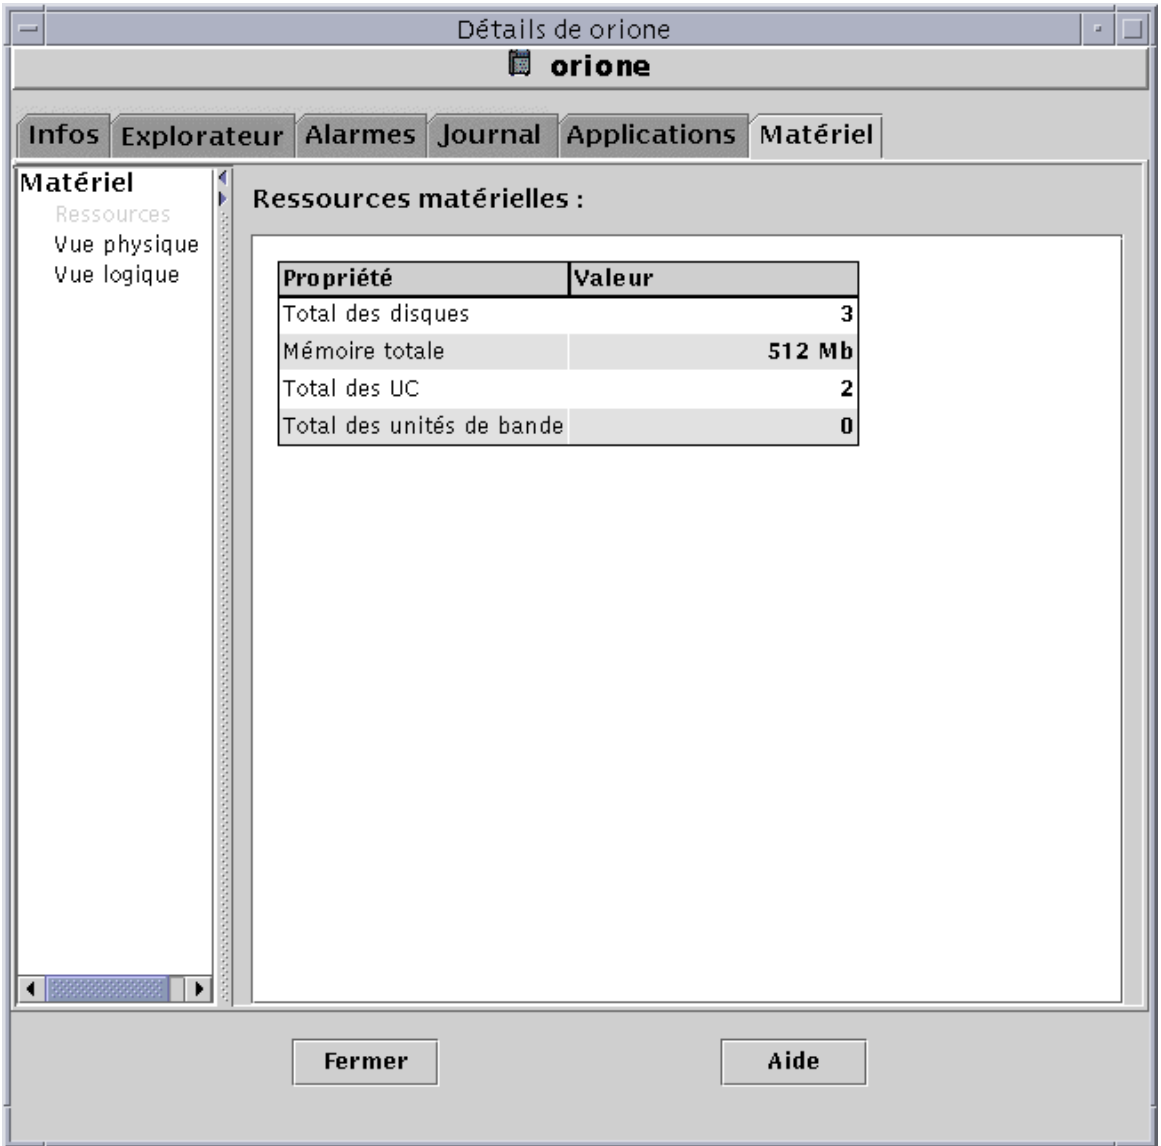 Détails de orione
orione
Infos Explorateur Alarmes Journal Applications Matériel
Matériel
Ressources
Vue physique
Vue logique
Ressources matérielles :
Propriété Valeur
Total des disques 3
Mémoire totale 512 Mb
Total des UC 2
Total des unités de bande 0
Fermer Aide